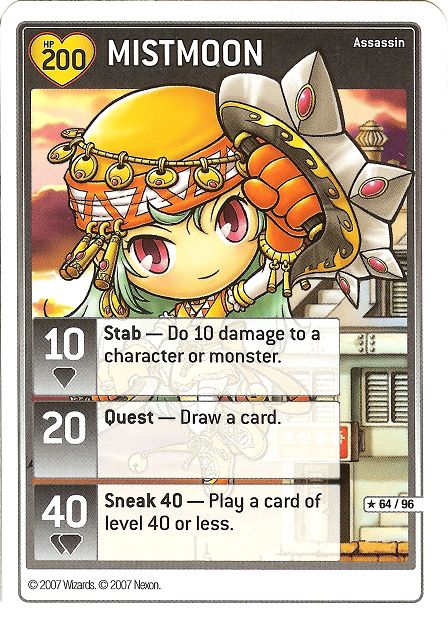 HP
200
MISTMOON
Assassin
10
Stab — Do 10 damage to a
character or monster.
20
Quest — Draw a card.
40
Sneak 40 — Play a card of
level 40 or less.
★ 64 / 96
© 2007 Wizards. © 2007 Nexon.